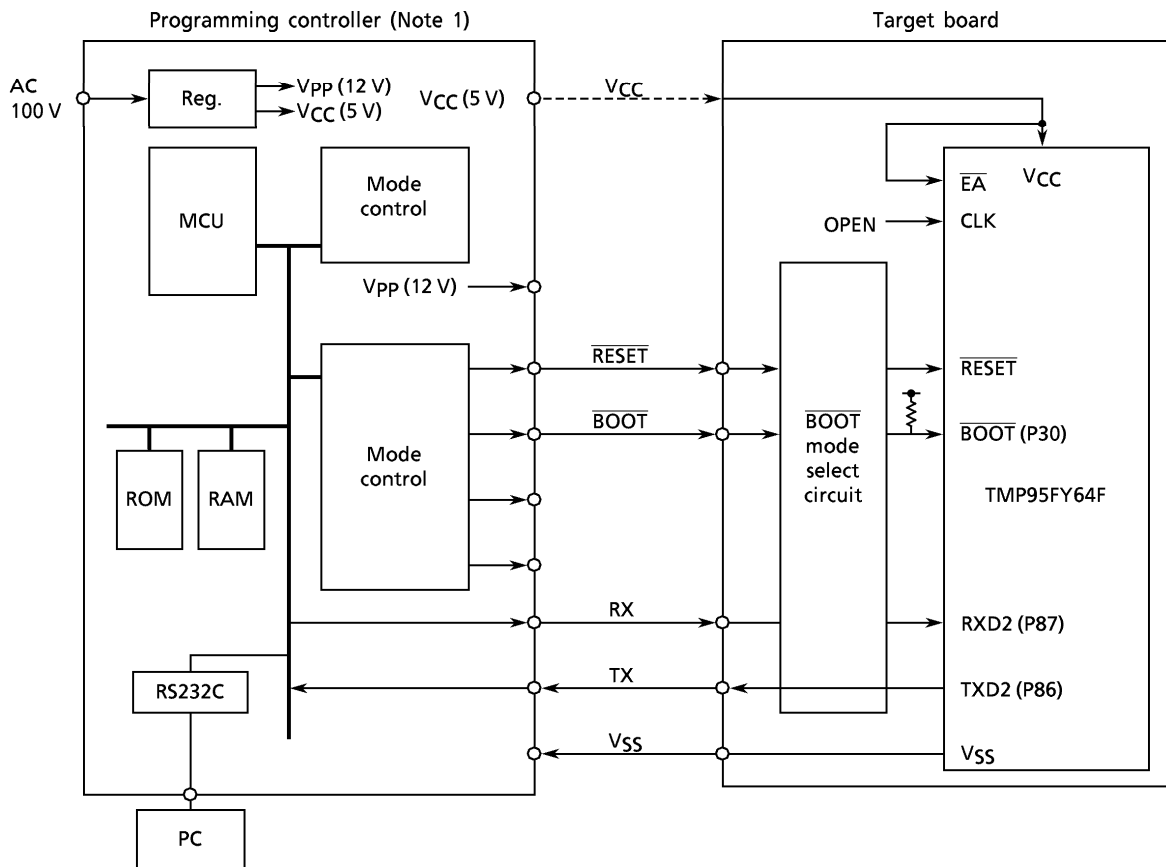 Programming controller (Note 1)
Target board
AC
100 V
Reg.
VPP (12 V)
VCC (5 V)
VCC (5 V)
VCC
MCU
Mode
control
VPP (12 V)
EA
VCC
OPEN
CLK
RESET
RESET
BOOT
BOOT
mode
select
circuit
BOOT (P30)
Mode
control
ROM
RAM
TMP95FY64F
RX
RXD2 (P87)
RS232C
TX
TXD2 (P86)
VSS
VSS
PC